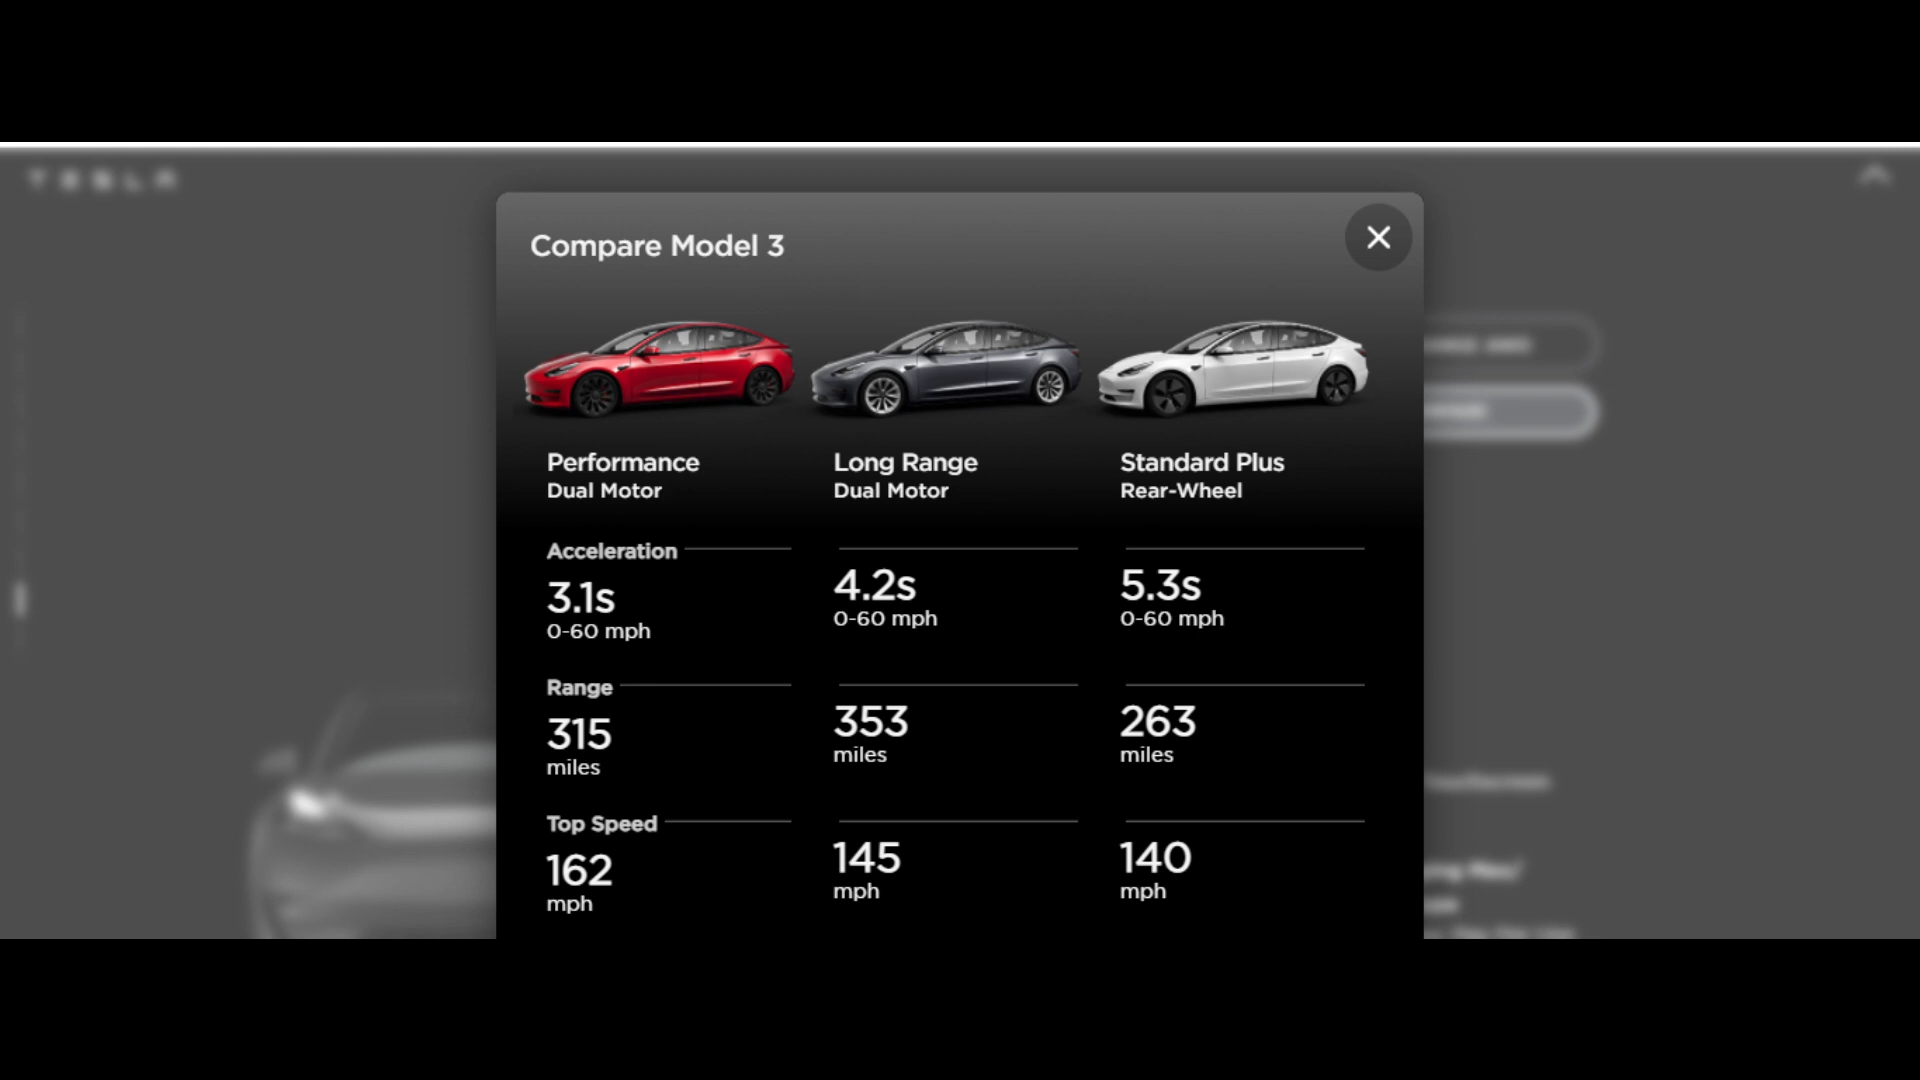 TESLA
Compare Model 3
Performance
Dual Motor
Long Range
Dual Motor
Standard Plus
Rear-Wheel
Acceleration
3.1s
0-60 mph
4.2s
0-60 mph
5.3s
0-60 mph
Range
315
miles
353
miles
263
miles
Top Speed
162
mph
145
mph
140
mph